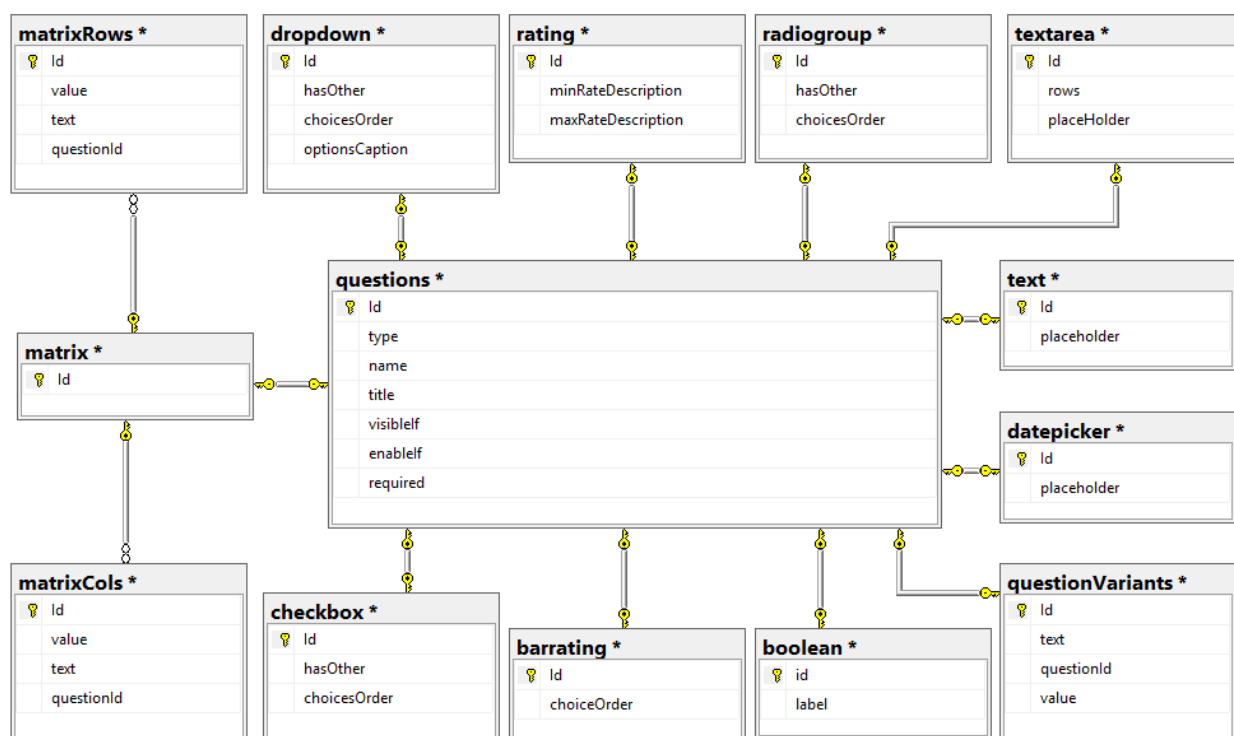 matrixRows *
Id
value
text
questionId
dropdown *
Id
hasOther
choicesOrder
optionsCaption
rating *
Id
minRateDescription
maxRateDescription
radiogroup *
Id
hasOther
choicesOrder
textarea *
Id
rows
placeHolder
questions *
Id
type
name
title
visibleIf
enableIf
required
text *
Id
placeholder
matrix *
Id
datepicker *
Id
placeholder
matrixCols *
Id
value
text
questionId
checkbox *
Id
hasOther
choicesOrder
barrating *
Id
choiceOrder
boolean *
id
label
questionVariants *
Id
text
questionId
value